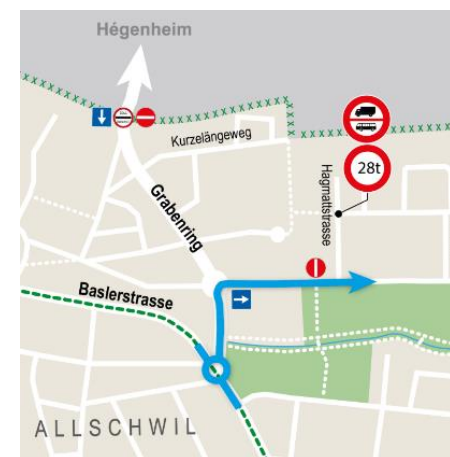 Hégenheim
Kurzelängeweg
28t
Hagmattstrasse
Grabenring
Baslerstrasse
ALLSCHWIL